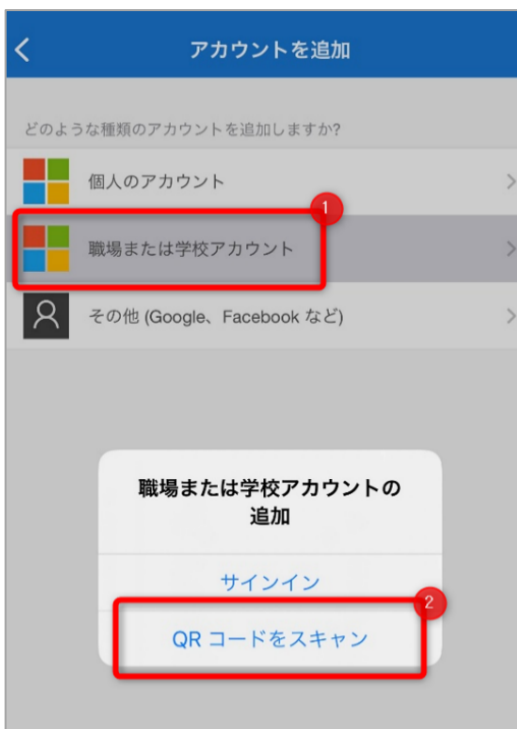 アカウントを追加
どのような種類のアカウントを追加しますか?
個人のアカウント
1
職場または学校アカウント
その他 (Google、Facebook など)
職場または学校アカウントの
追加
サインイン
2
QR コードをスキャン